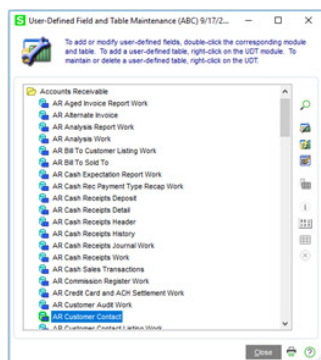 S User-Defined Field and Table Maintenance (ABC) 9/17/2...
To add or modify user-defined fields, double-click the corresponding module
and table. To add a user-defined table, right-click on the UDT module. To
maintain or delete a user-defined table, right-click on the UDT.
Accounts Receivable
AR Aged Invoice Report Work
AR Alternate Invoice
AR Analysis Report Work
AR Analysis Work
AR Bill To Customer Listing Work
AR Bill To Sold To
AR Cash Expectation Report Work
AR Cash Rec Payment Type Recap Work
AR Cash Receipts Deposit
AR Cash Receipts Detail
AR Cash Receipts Header
AR Cash Receipts History
AR Cash Receipts Journal Work
AR Cash Receipts Work
AR Cash Sales Transactions
AR Commission Register Work
AR Credit Card and ACH Settlement Work
AR Customer Audit Work
AR Customer Contact
AR Customer Contact Listing Work
Close